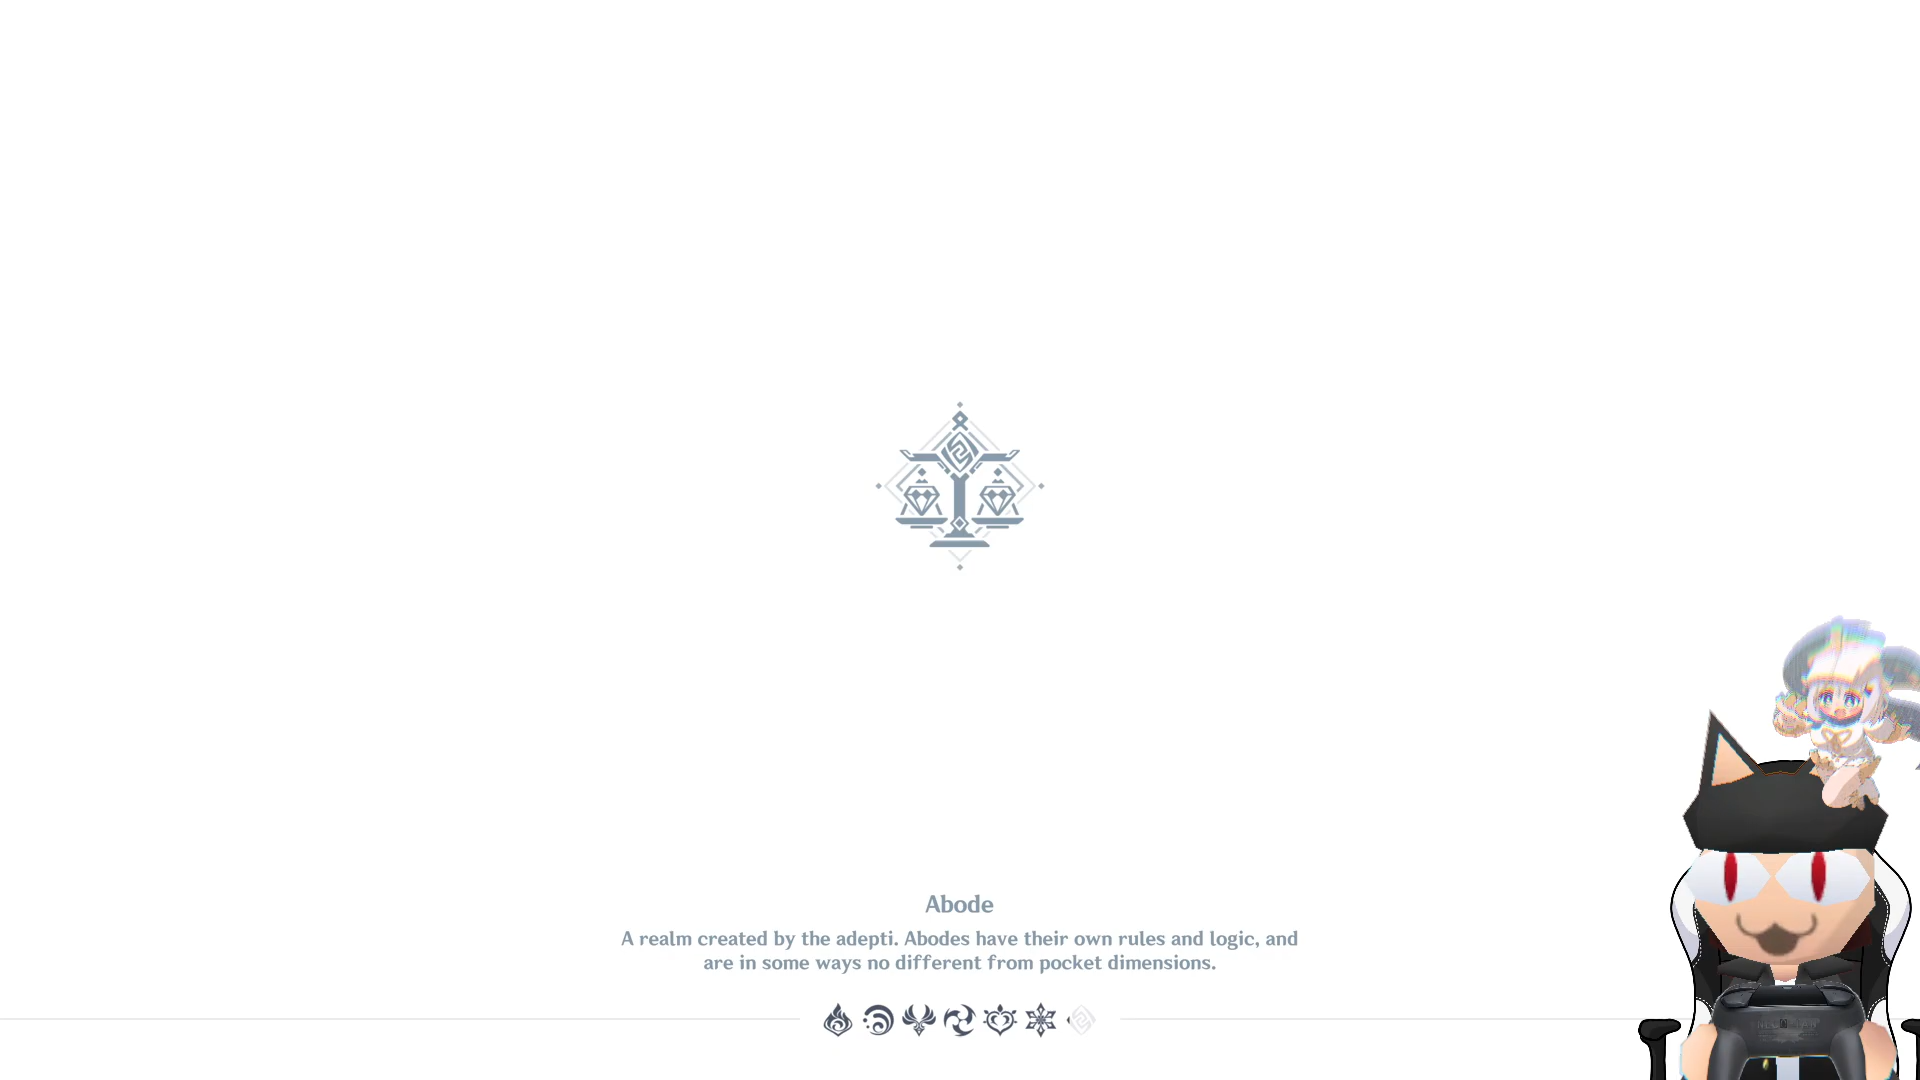 Abode
A realm created by the adepti. Abodes have their own rules and logic, and
are in some ways no different from pocket dimensions.